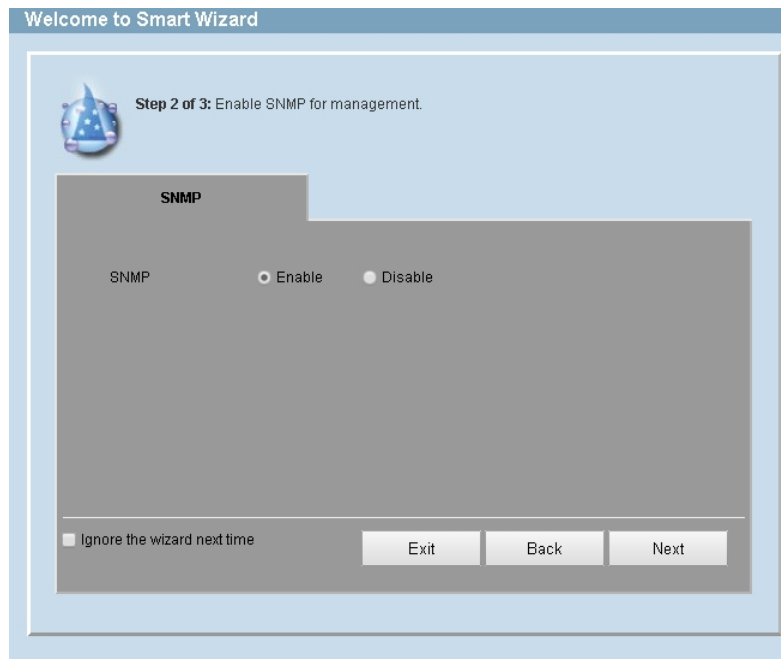 Welcome to Smart Wizard
Step 2 of 3: Enable SNMP for management.
SNMP
SNMP Enable Disable
Ignore the wizard next time Exit Back Next